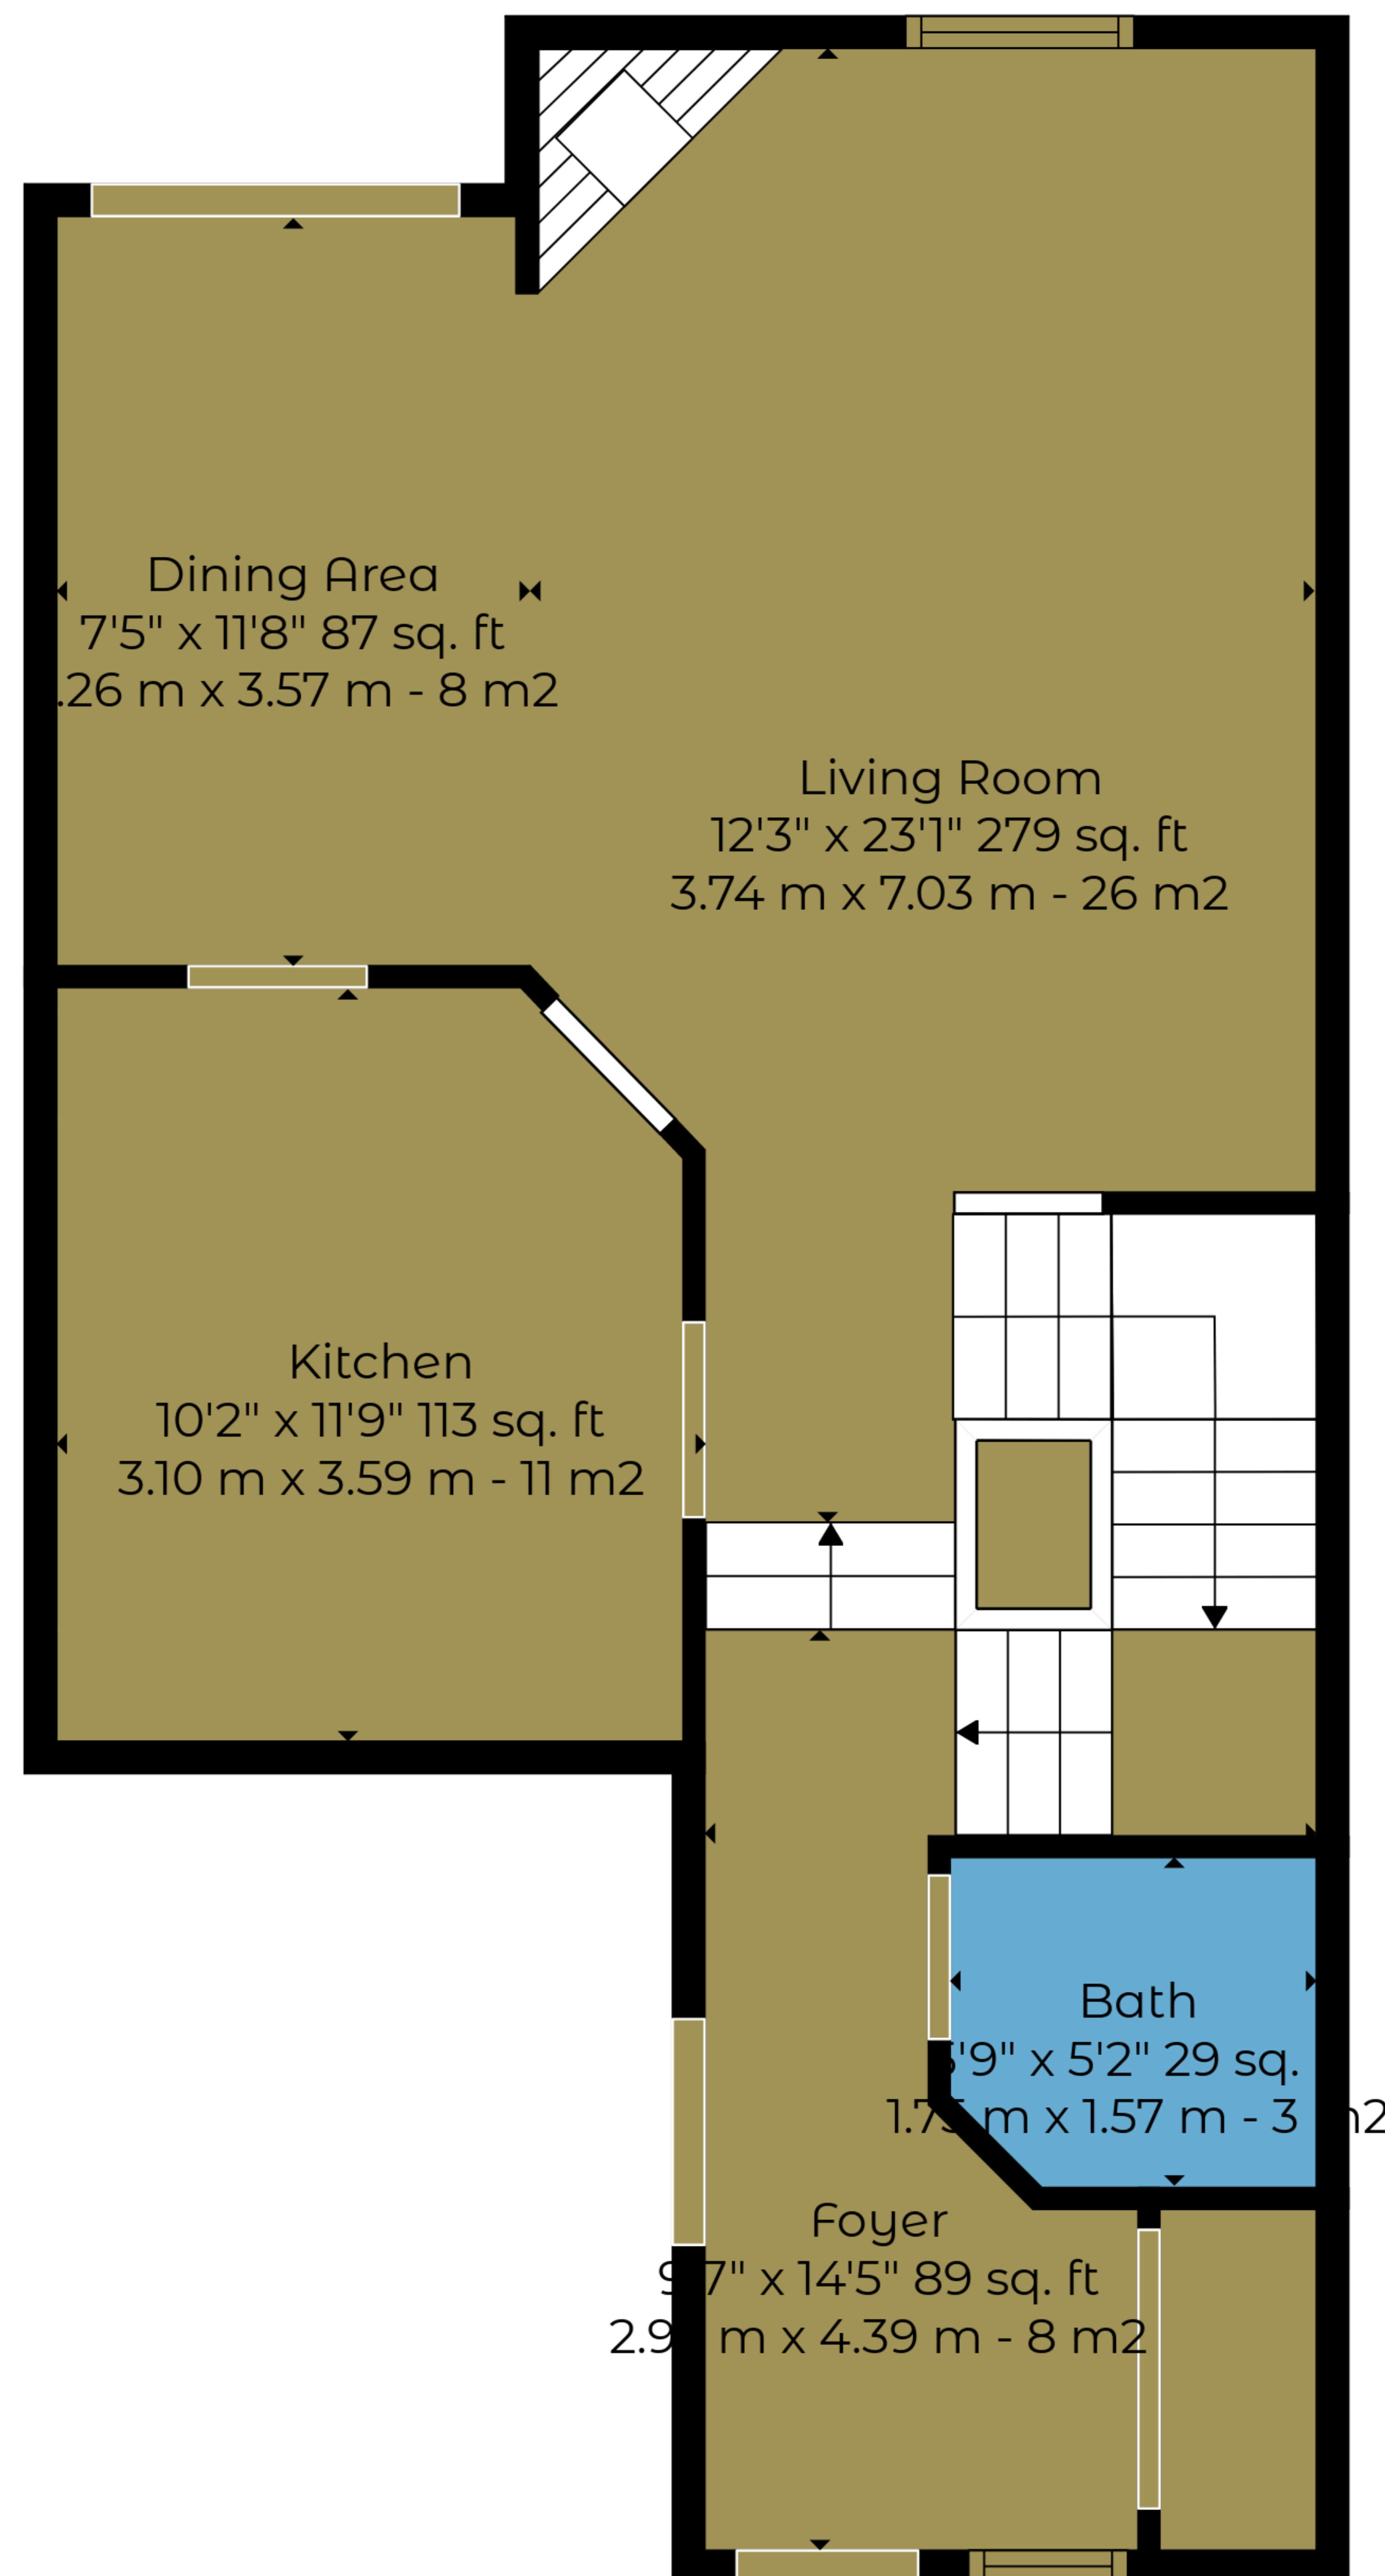 Dining Area
7'5" x 11'8" 87 sq. ft
.26 m x 3.57 m - 8 m2
Living Room
12'3" x 23'1" 279 sq. ft
3.74 m x 7.03 m - 26 m2
Kitchen
10'2" x 11'9" 113 sq. ft
3.10 m x 3.59 m - 11 m2
Bath
x 5'2" 29 sq.
m x 1.57 m - 3
Foyer
x 14'5" 89 sq. ft
m x 4.39 m - 8 m2